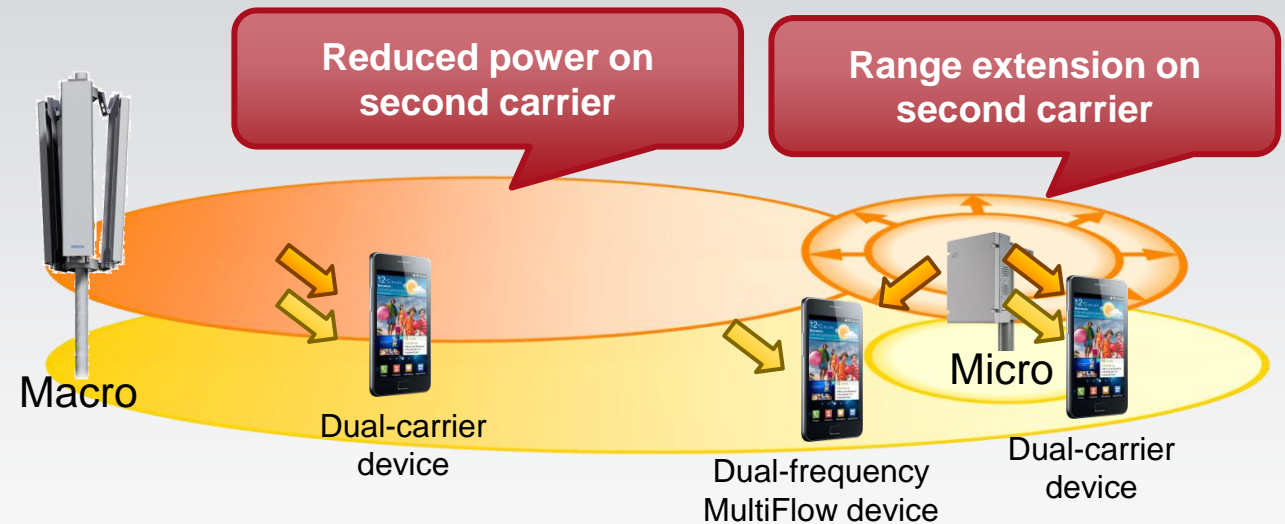 Reduced power on
second carrier
Range extension on
second carrier
Macro
Micro
Dual-carrier
device
Dual-frequency
MultiFlow device
Dual-carrier
device